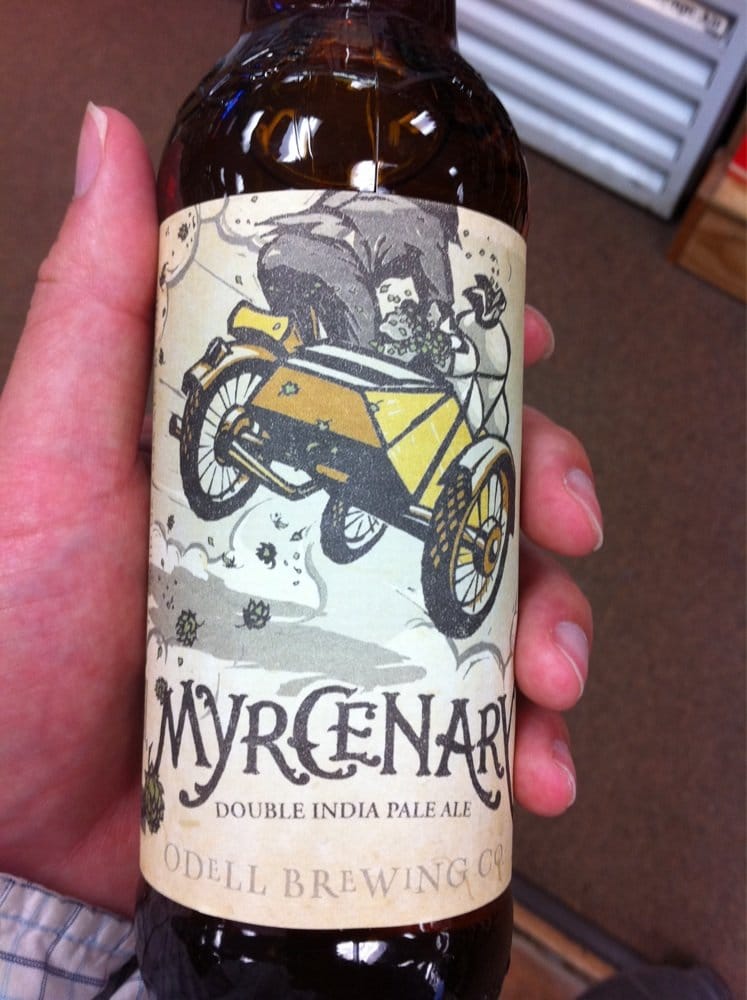 MYRCENARY
DOUBLE INDIA PALE ALE
ODELL BREWING CO.